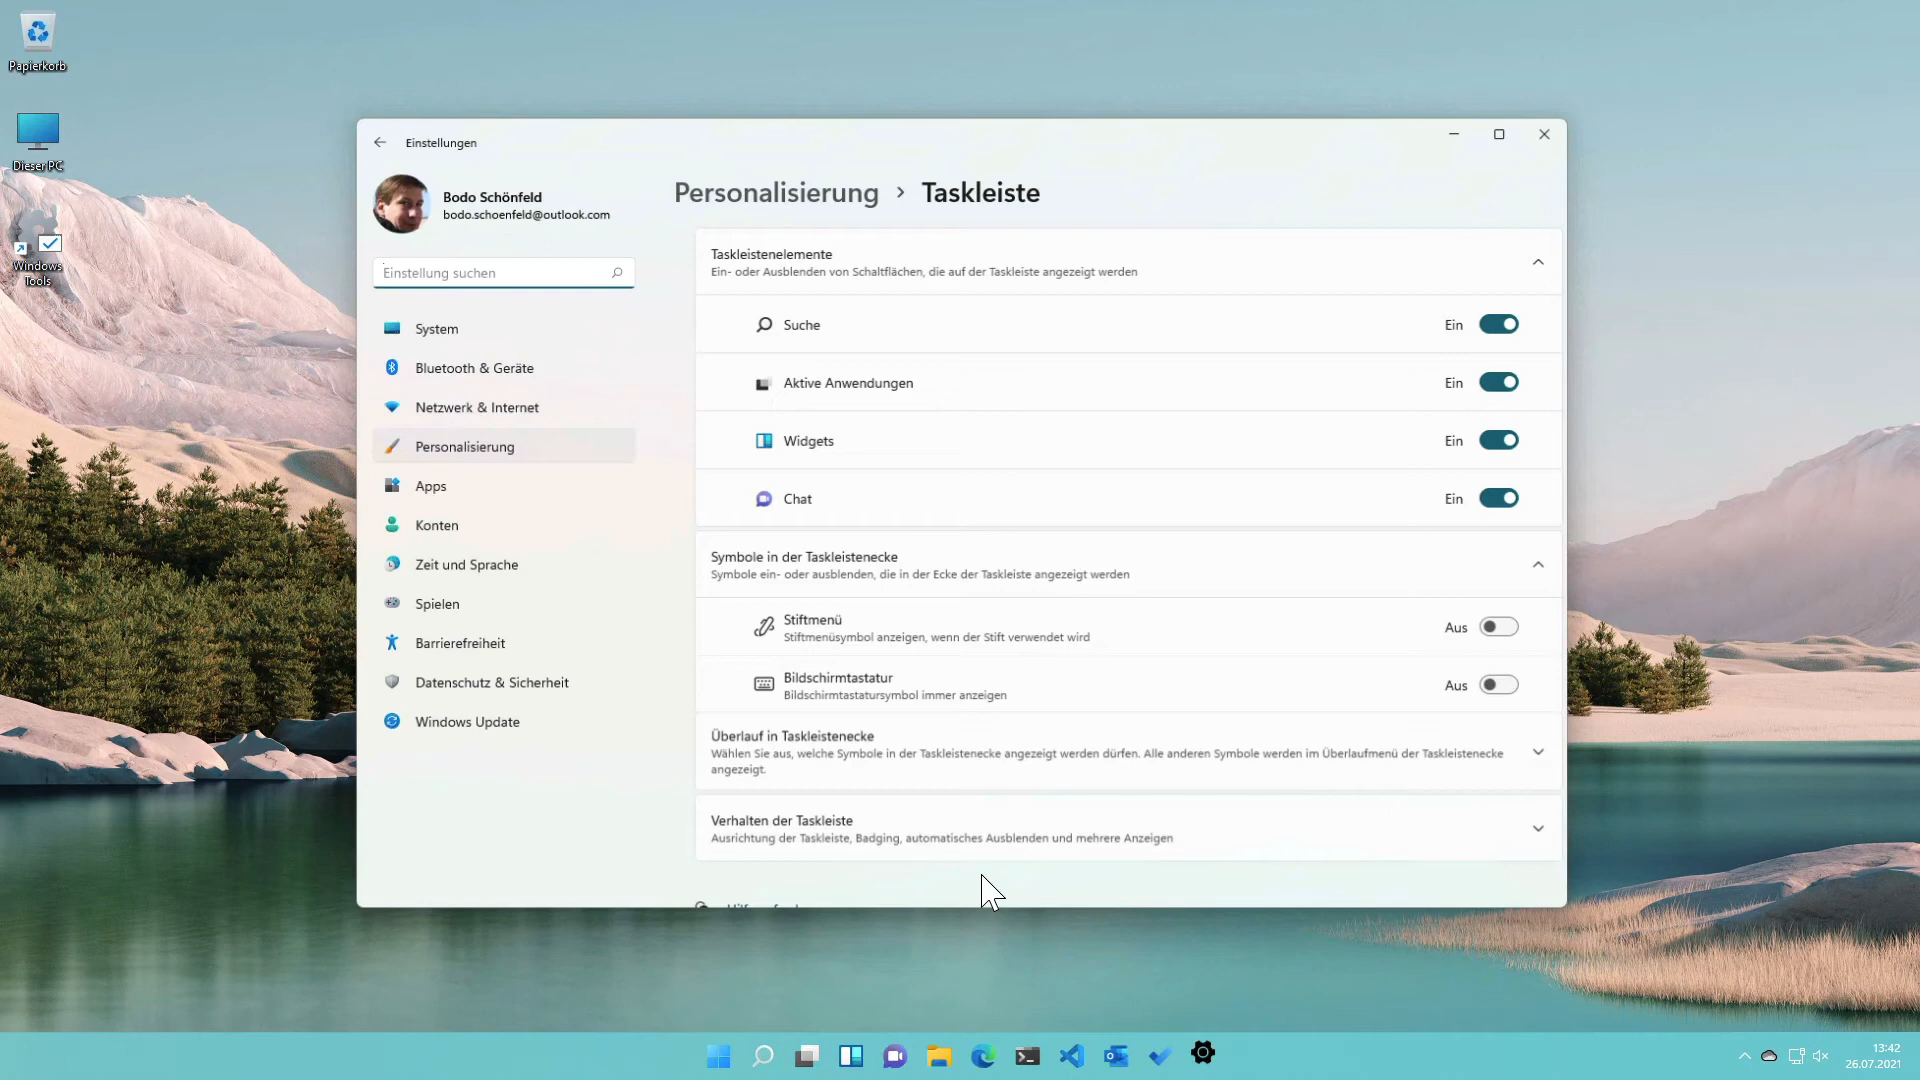 Papierkorb
Dieser PC
Windows
Tools
Einstellungen
Bodo Schönfeld
bodo.schoenfeld@outlook.com
Einstellung suchen
System
Bluetooth & Geräte
Netzwerk & Internet
Personalisierung
Apps
Konten
Zeit und Sprache
Spielen
Barrierefreiheit
Datenschutz & Sicherheit
Windows Update
Personalisierung › Taskleiste
Taskleistenelemente
Ein- oder Ausblenden von Schaltflächen, die auf der Taskleiste angezeigt werden
Suche Ein
Aktive Anwendungen Ein
Widgets Ein
Chat Ein
Symbole in der Taskleistenecke
Symbole ein- oder ausblenden, die in der Ecke der Taskleiste angezeigt werden
Stiftmenü
Stiftmenüsymbol anzeigen, wenn der Stift verwendet wird
Aus
Bildschirmtastatur
Bildschirmtastatursymbol immer anzeigen
Aus
Überlauf in Taskleistenecke
Wählen Sie aus, welche Symbole in der Taskleistenecke angezeigt werden dürfen. Alle anderen Symbole werden im Überlaufmenü der Taskleistenecke
angezeigt.
Verhalten der Taskleiste
Ausrichtung der Taskleiste, Badging, automatisches Ausblenden und mehrere Anzeigen
13:42
26.07.2021